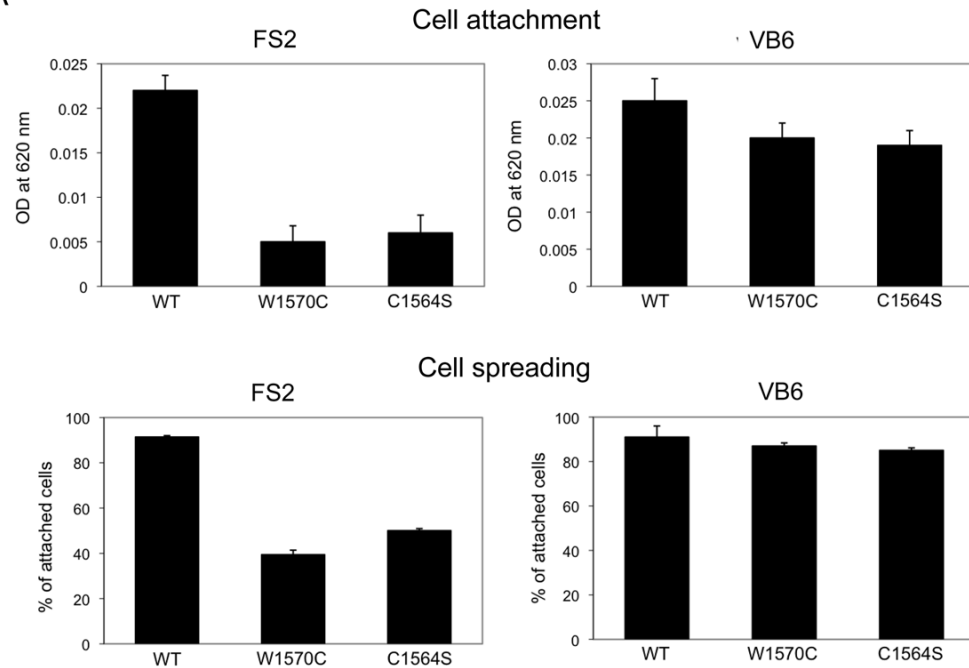 Cell attachment
FS2
OD at 620 nm
0.025
0.02
0.015
0.01
0.005
0
WT W1570C C1564S
VB6
OD at 620 nm
0.03
0.025
0.02
0.015
0.01
0.005
0
WT W1570C C1564S
Cell spreading
FS2
% of attached cells
100
80
60
40
20
0
WT W1570C C1564S
VB6
% of attached cells
100
80
60
40
20
0
WT W1570C C1564S